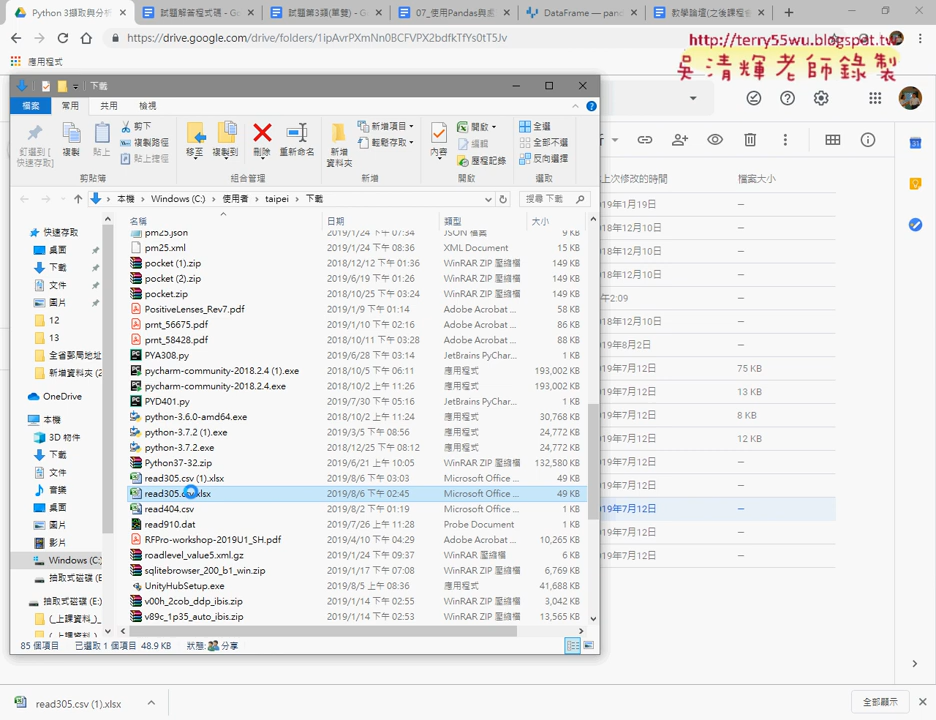 Python 3擷取與分析
試題解答程式碼 - G
試題第3類(單雙) - G
07_使用Pandas與處
DataFrame — pan
教學論壇(之後課程
https://drive.google.com/drive/folders/1ipAvrPXmNn0BCFVPX2bdfkTfYs0tT5Jv
http://terry55wu.blogspot.tw
吳清輝老師錄製
應用程式
下載
檔案
常用
共用
檢視
釘選到 [快速存取]
複製
貼上
剪下
複製路徑
貼上捷徑
剪貼簿
移至
複製到
刪除
重新命名
組合管理
新增資料夾
新增項目
輕鬆存取
新增
內容
開啟
編輯
歷程記錄
開啟
全選
全部不選
反向選擇
選取
本機 > Windows (C:) > 使用者 > taipei > 下載
搜尋 下載
名稱 日期 類型 大小
pm25.json 2019/1/24 下午 07:34 JSON 檔案 9 KB
pm25.xml 2019/1/24 下午 08:36 XML Document 15 KB
pocket (1).zip 2018/12/12 下午 01:36 WinRAR ZIP 壓縮檔 149 KB
pocket (2).zip 2019/6/19 下午 01:26 WinRAR ZIP 壓縮檔 149 KB
pocket.zip 2018/10/25 下午 03:24 WinRAR ZIP 壓縮檔 149 KB
PositiveLenses_Rev7.pdf 2019/1/9 下午 01:14 Adobe Acrobat ... 58 KB
prnt_56675.pdf 2019/1/10 下午 02:16 Adobe Acrobat ... 86 KB
prnt_58428.pdf 2018/10/11 下午 03:28 Adobe Acrobat ... 88 KB
PYA308.py 2019/6/28 下午 03:14 JetBrains PyChar... 1 KB
pycharm-community-2018.2.4 (1).exe 2018/10/5 下午 06:11 應用程式 193,002 KB
pycharm-community-2018.2.4.exe 2018/10/2 上午 11:26 應用程式 193,002 KB
PYD401.py 2019/7/30 下午 05:16 JetBrains PyChar... 1 KB
python-3.6.0-amd64.exe 2018/10/2 上午 11:24 應用程式 30,768 KB
python-3.7.2 (1).exe 2019/3/5 下午 08:56 應用程式 24,772 KB
python-3.7.2.exe 2018/12/25 下午 08:12 應用程式 24,772 KB
Python37-32.zip 2019/6/21 上午 10:05 WinRAR ZIP 壓縮檔 132,580 KB
read305.csv (1).xlsx 2019/8/6 下午 03:03 Microsoft Office ... 49 KB
read305.csv.xlsx 2019/8/6 下午 02:45 Microsoft Office ... 49 KB
read404.csv 2019/8/2 下午 01:19 Microsoft Office ... 1 KB
read910.dat 2019/7/26 上午 11:28 Probe Document 1 KB
RFPro-workshop-2019U1_SH.pdf 2019/4/10 下午 04:29 Adobe Acrobat ... 10,265 KB
roadlevel_value5.xml.gz 2019/1/24 下午 09:37 WinRAR 壓縮檔 6 KB
sqlitebrowser_200_b1_win.zip 2019/1/17 下午 07:08 WinRAR ZIP 壓縮檔 6,769 KB
UnityHubSetup.exe 2019/8/5 上午 08:36 應用程式 41,688 KB
v00h_2cob_ddp_ibis.zip 2019/1/14 下午 02:55 WinRAR ZIP 壓縮檔 3,042 KB
v89c_1p35_auto_ibis.zip 2019/1/14 下午 02:53 WinRAR ZIP 壓縮檔 13,565 KB
快速存取
桌面
下載
文件
圖片
12
13
全省郵局地址
新增資料夾 (2
OneDrive
本機
3D 物件
下載
文件
音樂
桌面
圖片
影片
Windows (C:
抽取式磁碟 (E
抽取式磁碟 (E:)
(_上課資料_)_
85 個項目 已選取 1 個項目 48.9 KB 狀態: 分享
上次修改的時間 檔案大小
19年1月19日 –
18年12月10日 –
18年12月10日 –
18年12月10日 –
午2:09 –
18年12月10日 –
19年8月2日 –
19年7月12日 75 KB
19年7月12日 13 KB
19年7月12日 8 KB
19年7月12日 12 KB
19年7月12日 –
19年7月12日 –
19年7月12日 –
19年7月12日 –
19年7月12日 –
read305.csv (1).xlsx
全部顯示